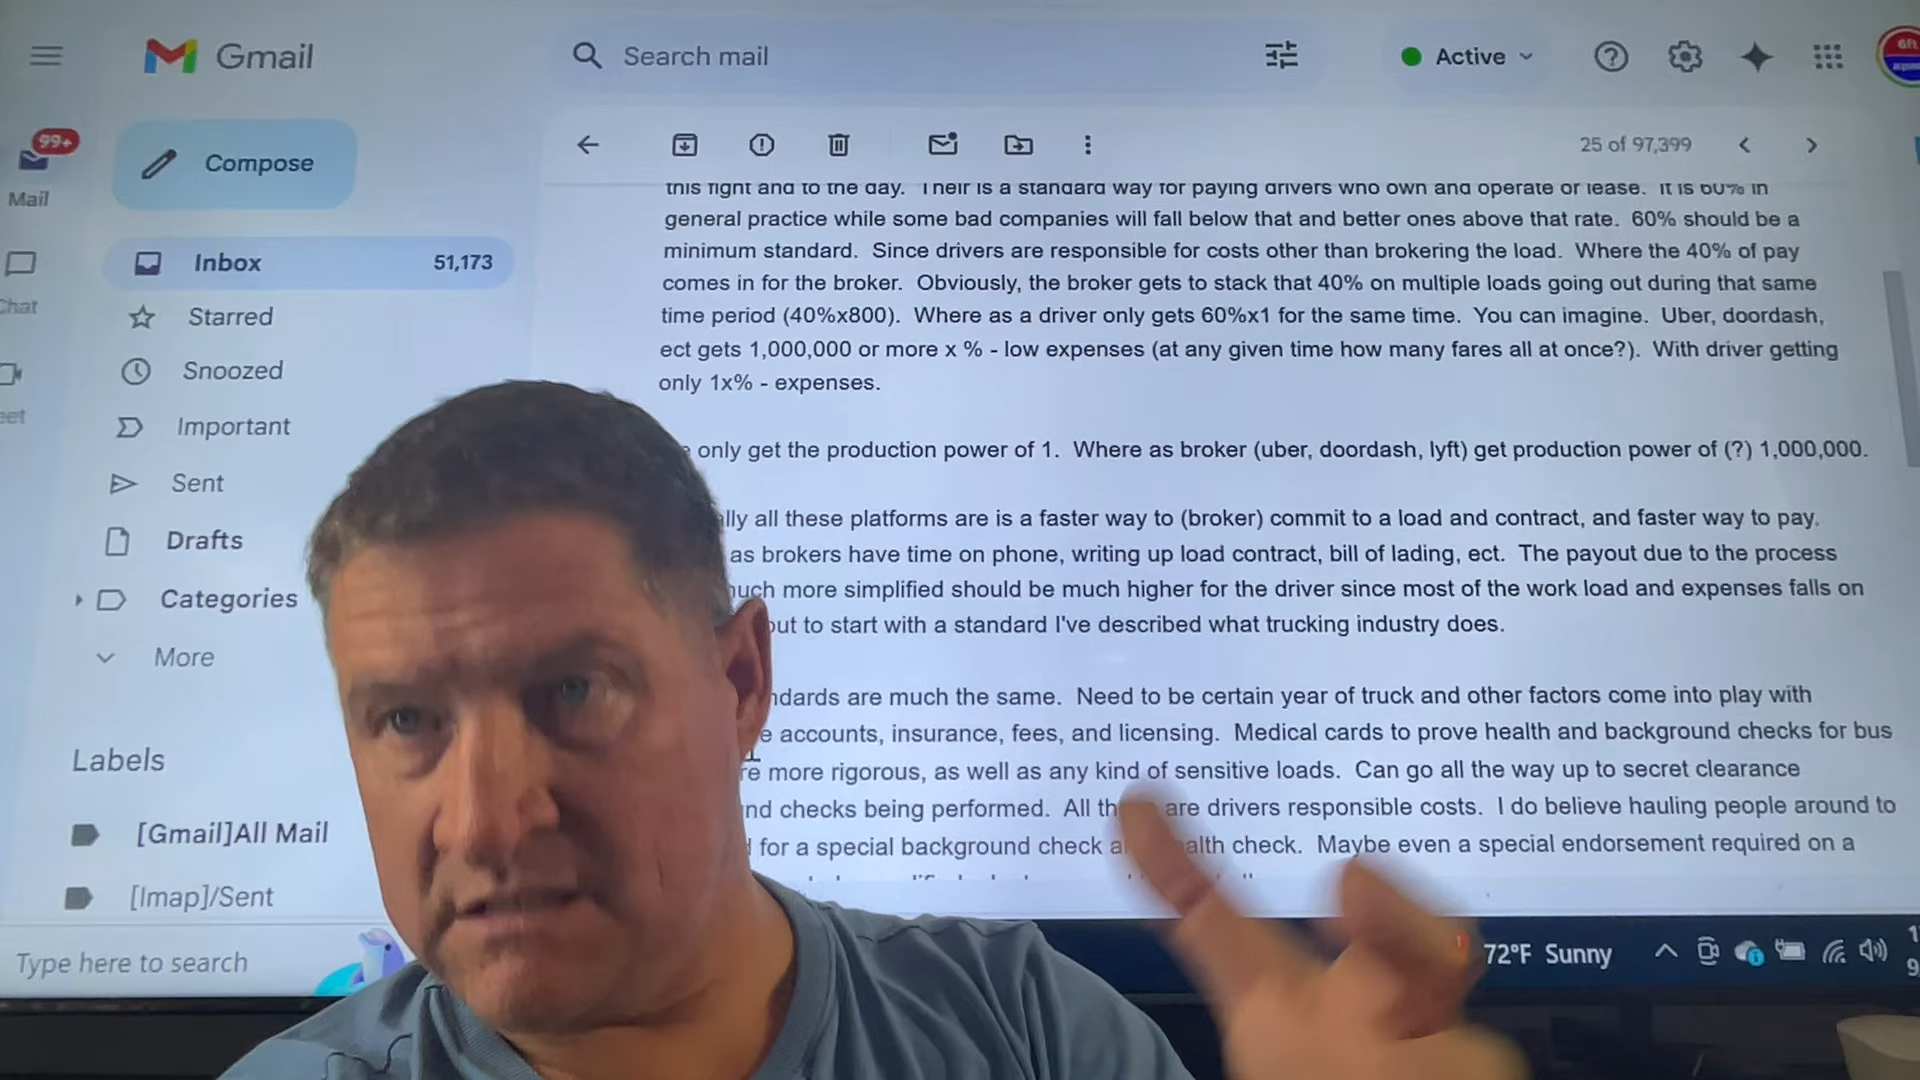 Gmail
Search mail
Active
6ft
99+
Mail
Compose
25 of 97,399
Inbox 51,173
Chat
Starred
Snoozed
Important
Sent
Drafts
Categories
More
Labels
[Gmail]All Mail
[Imap]/Sent
this fight and to the day. Their is a standard way for paying drivers who own and operate or lease. It is 60% in
general practice while some bad companies will fall below that and better ones above that rate. 60% should be a
minimum standard. Since drivers are responsible for costs other than brokering the load. Where the 40% of pay
comes in for the broker. Obviously, the broker gets to stack that 40% on multiple loads going out during that same
time period (40%x800). Where as a driver only gets 60%x1 for the same time. You can imagine. Uber, doordash,
ect gets 1,000,000 or more x % - low expenses (at any given time how many fares all at once?). With driver getting
only 1x% - expenses.
only get the production power of 1. Where as broker (uber, doordash, lyft) get production power of (?) 1,000,000.
all these platforms are is a faster way to (broker) commit to a load and contract, and faster way to pay.
as brokers have time on phone, writing up load contract, bill of lading, ect. The payout due to the process
much more simplified should be much higher for the driver since most of the work load and expenses falls on
but to start with a standard I've described what trucking industry does.
are much the same. Need to be certain year of truck and other factors come into play with
accounts, insurance, fees, and licensing. Medical cards to prove health and background checks for bus
more rigorous, as well as any kind of sensitive loads. Can go all the way up to secret clearance
checks being performed. All are drivers responsible costs. I do believe hauling people around to
for a special background check check. Maybe even a special endorsement required on a
Type here to search
72°F Sunny